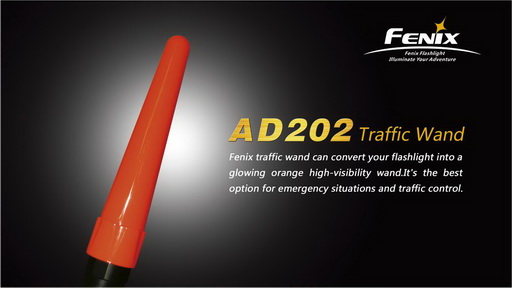 FENIX
Fenix Flashlight
Illuminate Your Adventure
AD202 Traffic Wand
Fenix traffic wand can convert your flashlight into a
glowing orange high-visibility wand.It's the best
option for emergency situations and traffic control.